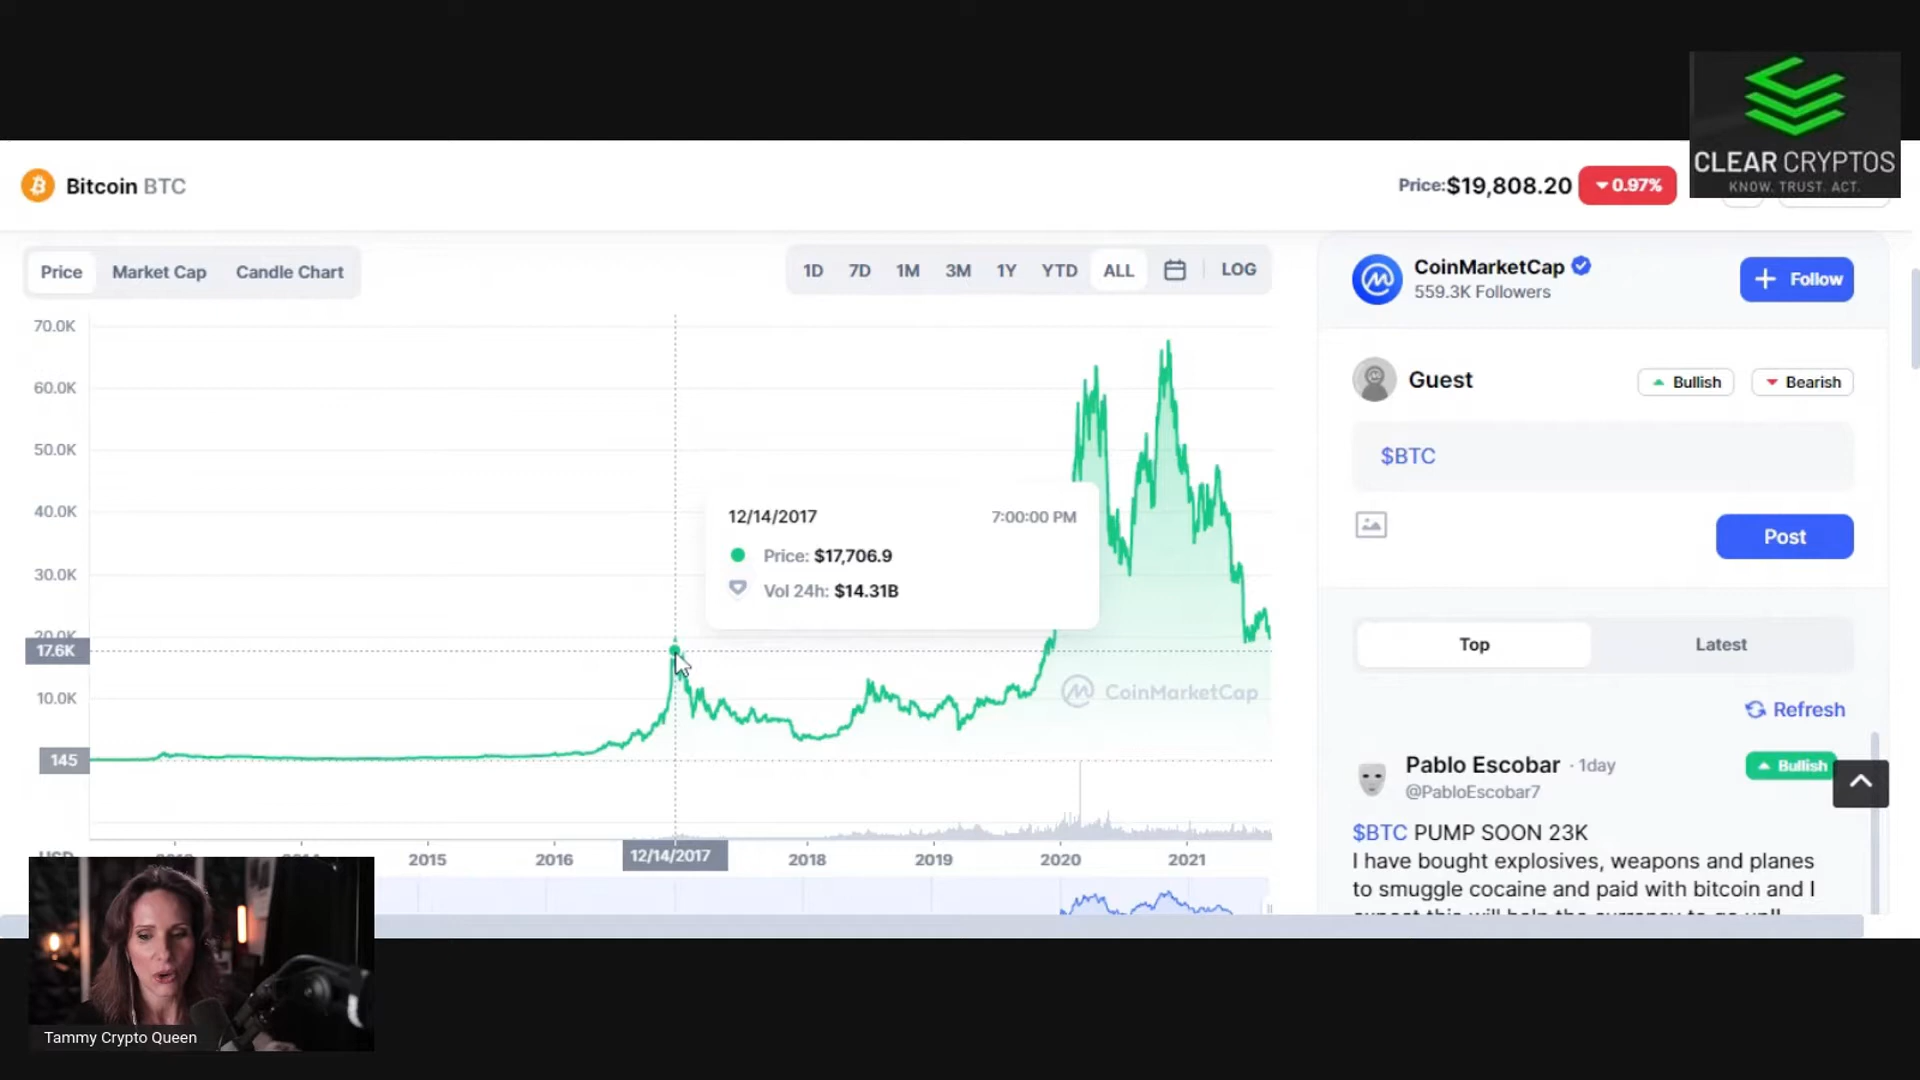 CLEAR CRYPTOS
KNOW. TRUST. ACT.
Bitcoin BTC
Price:$19,808.20 0.97%
Price Market Cap Candle Chart
1D 7D 1M 3M 1Y YTD ALL LOG
CoinMarketCap
559.3K Followers
Follow
Guest
Bullish
Bearish
$BTC
Post
Top
Latest
Refresh
Pablo Escobar · 1day
Bullish
@PabloEscobar7
$BTC PUMP SOON 23K
I have bought explosives, weapons and planes
to smuggle cocaine and paid with bitcoin and I
70.0K
60.0K
50.0K
40.0K
30.0K
20.0K
17.6K
10.0K
145
12/14/2017 7:00:00 PM
Price: $17,706.9
Vol 24h: $14.31B
CoinMarketCap
2015 2016 12/14/2017 2018 2019 2020 2021
Tammy Crypto Queen